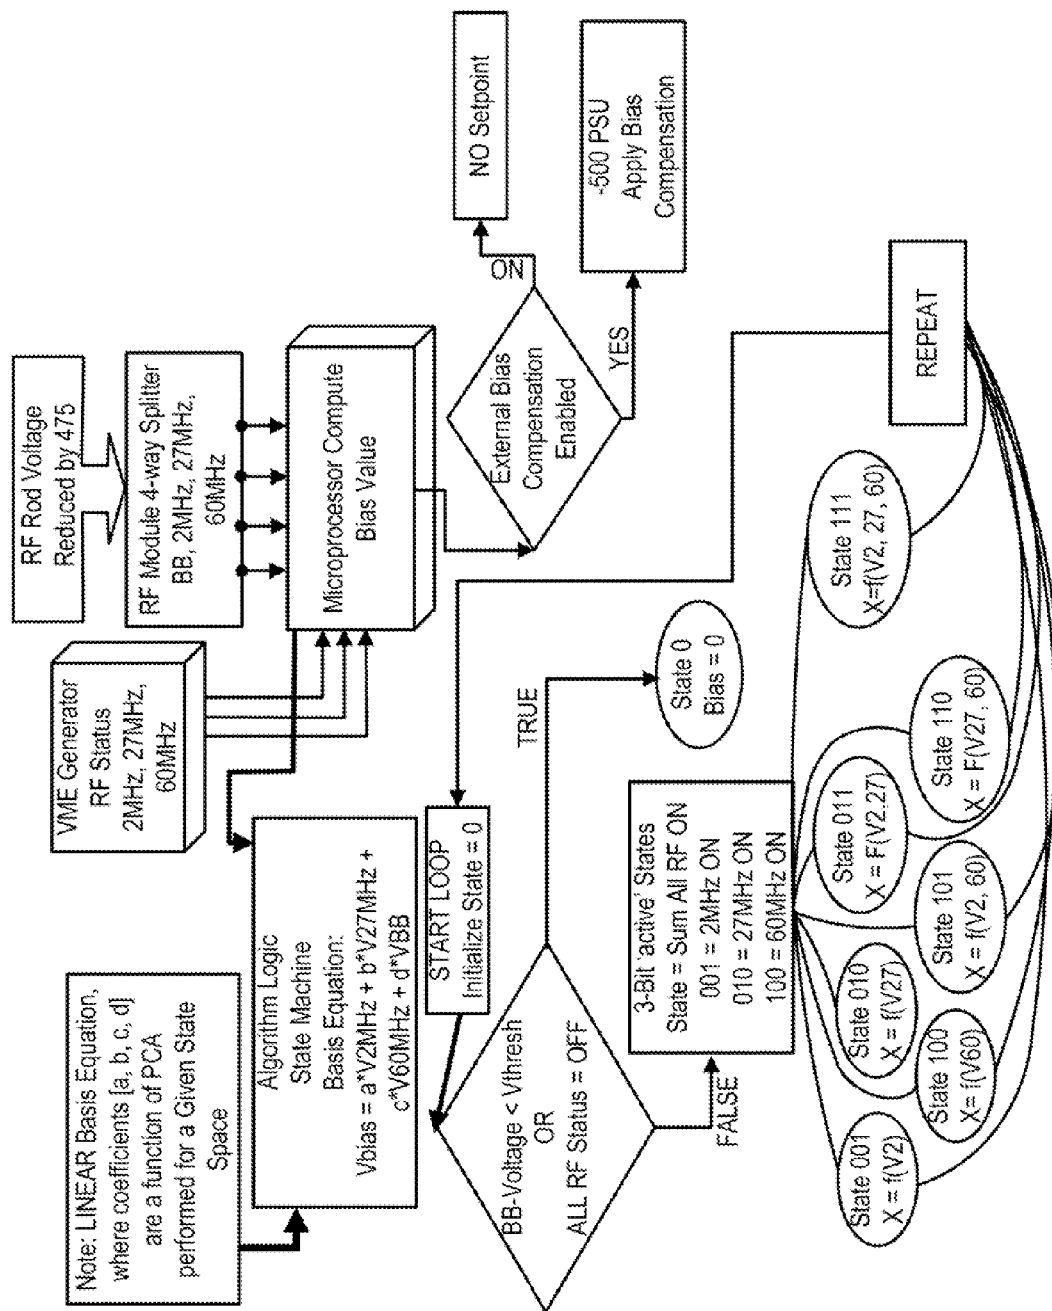 Note: LINEAR Basis Equation,
where coefficients [a, b, c, d]
are a function of PCA
performed for a Given State
Space
VME Generator
RF Status
2MHz, 27MHz,
60MHz
RF Rod Voltage
Reduced by 475
RF Module 4-way Splitter
BB, 2MHz, 27MHz,
60MHz
Algorithm Logic
State Machine
Basis Equation:
Vbias = a*V2MHz + b*V27MHz +
c*V60MHz + d*VBB
Microprocessor Compute
Bias Value
START LOOP
Initialize State = 0
External Bias
Compensation
Enabled
ON
NO Setpoint
YES
-500 PSU
Apply Bias
Compensation
BB-Voltage < Vthresh
OR
ALL RF Status = OFF
TRUE
State 0
Bias = 0
FALSE
3-Bit 'active' States
State = Sum All RF ON
001 = 2MHz ON
010 = 27MHz ON
100 = 60MHz ON
State 001
X = f(V2)
State 010
X = f(V27)
State 100
X= f(V60)
State 011
X = F(V2.27)
State 101
X = f(V2, 60)
State 110
X = F(V27, 60)
State 111
X=f(V2, 27, 60)
REPEAT